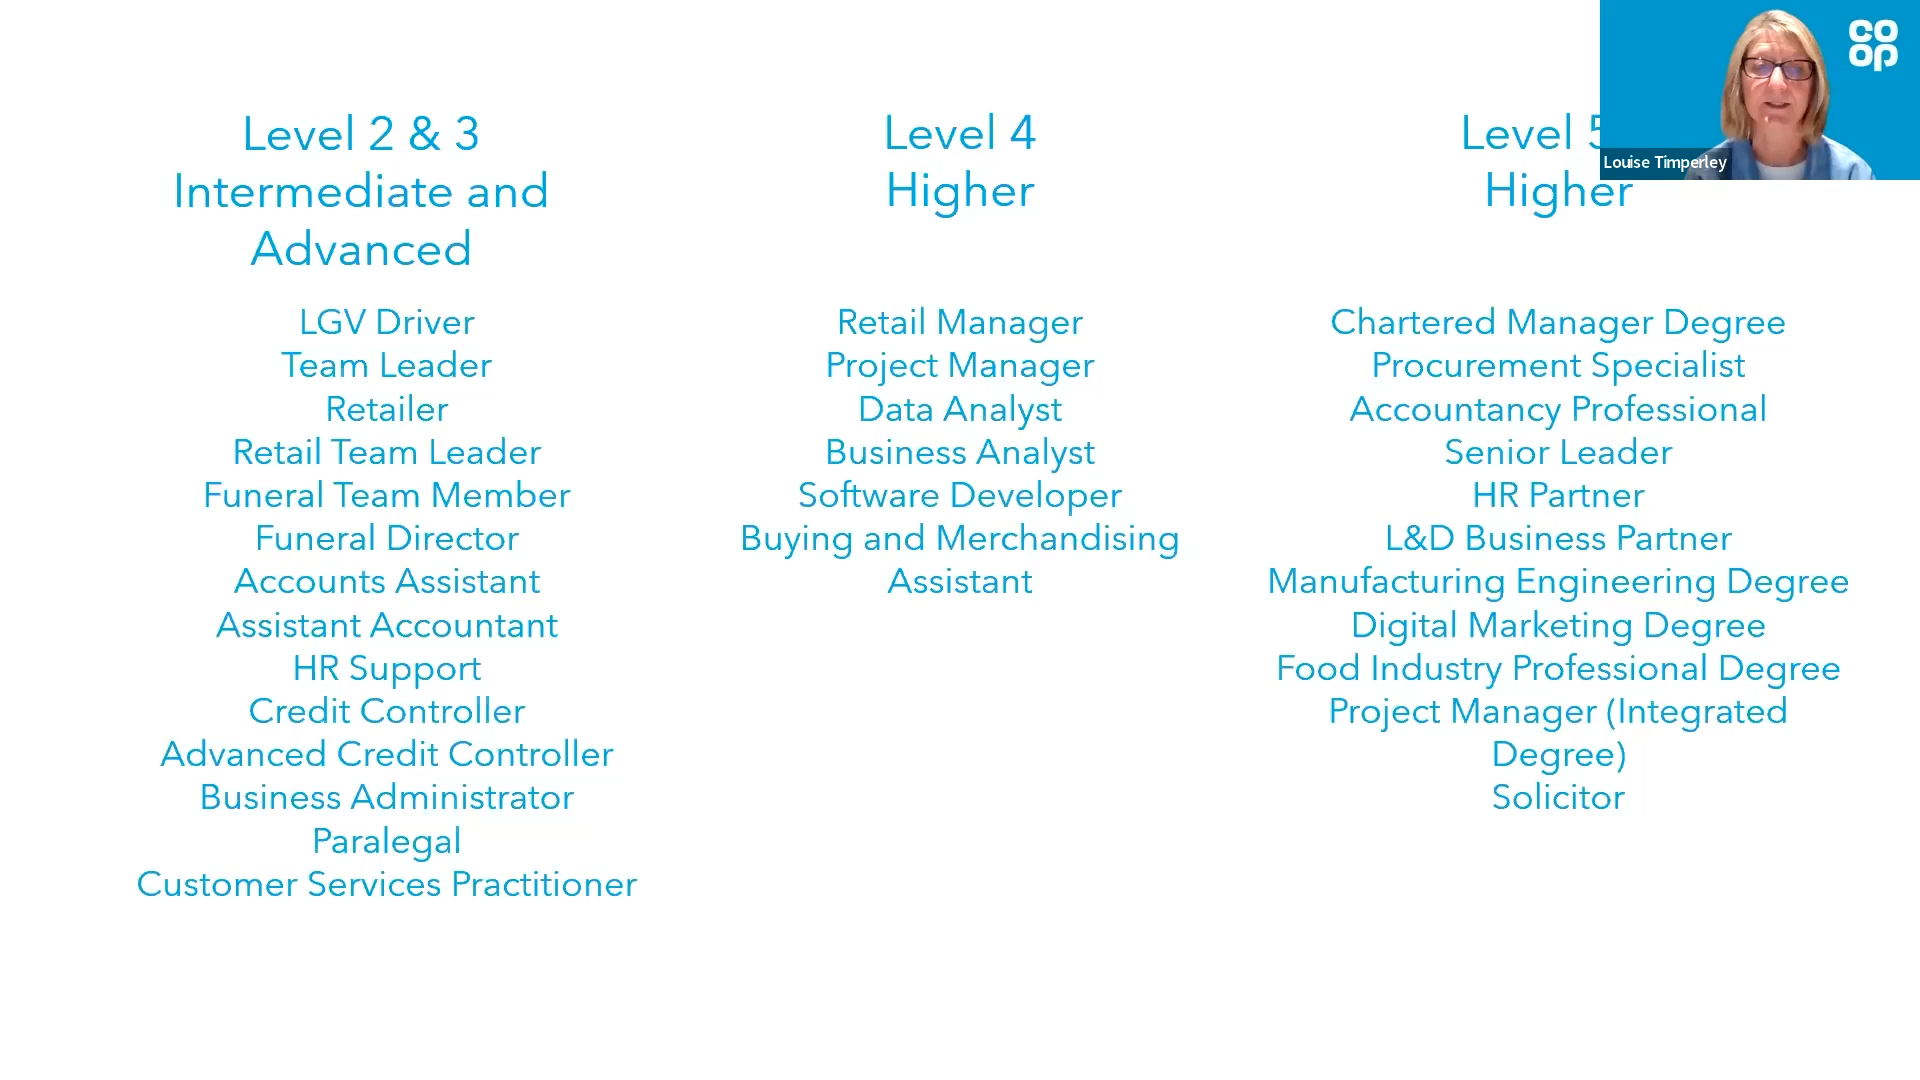 Level 2 & 3
Intermediate and
Advanced
LGV Driver
Team Leader
Retailer
Retail Team Leader
Funeral Team Member
Funeral Director
Accounts Assistant
Assistant Accountant
HR Support
Credit Controller
Advanced Credit Controller
Business Administrator
Paralegal
Customer Services Practitioner
Level 4
Higher
Retail Manager
Project Manager
Data Analyst
Business Analyst
Software Developer
Buying and Merchandising
Assistant
Level 5
Higher
Chartered Manager Degree
Procurement Specialist
Accountancy Professional
Senior Leader
HR Partner
L&D Business Partner
Manufacturing Engineering Degree
Digital Marketing Degree
Food Industry Professional Degree
Project Manager (Integrated
Degree)
Solicitor
co
op
Louise Timperley